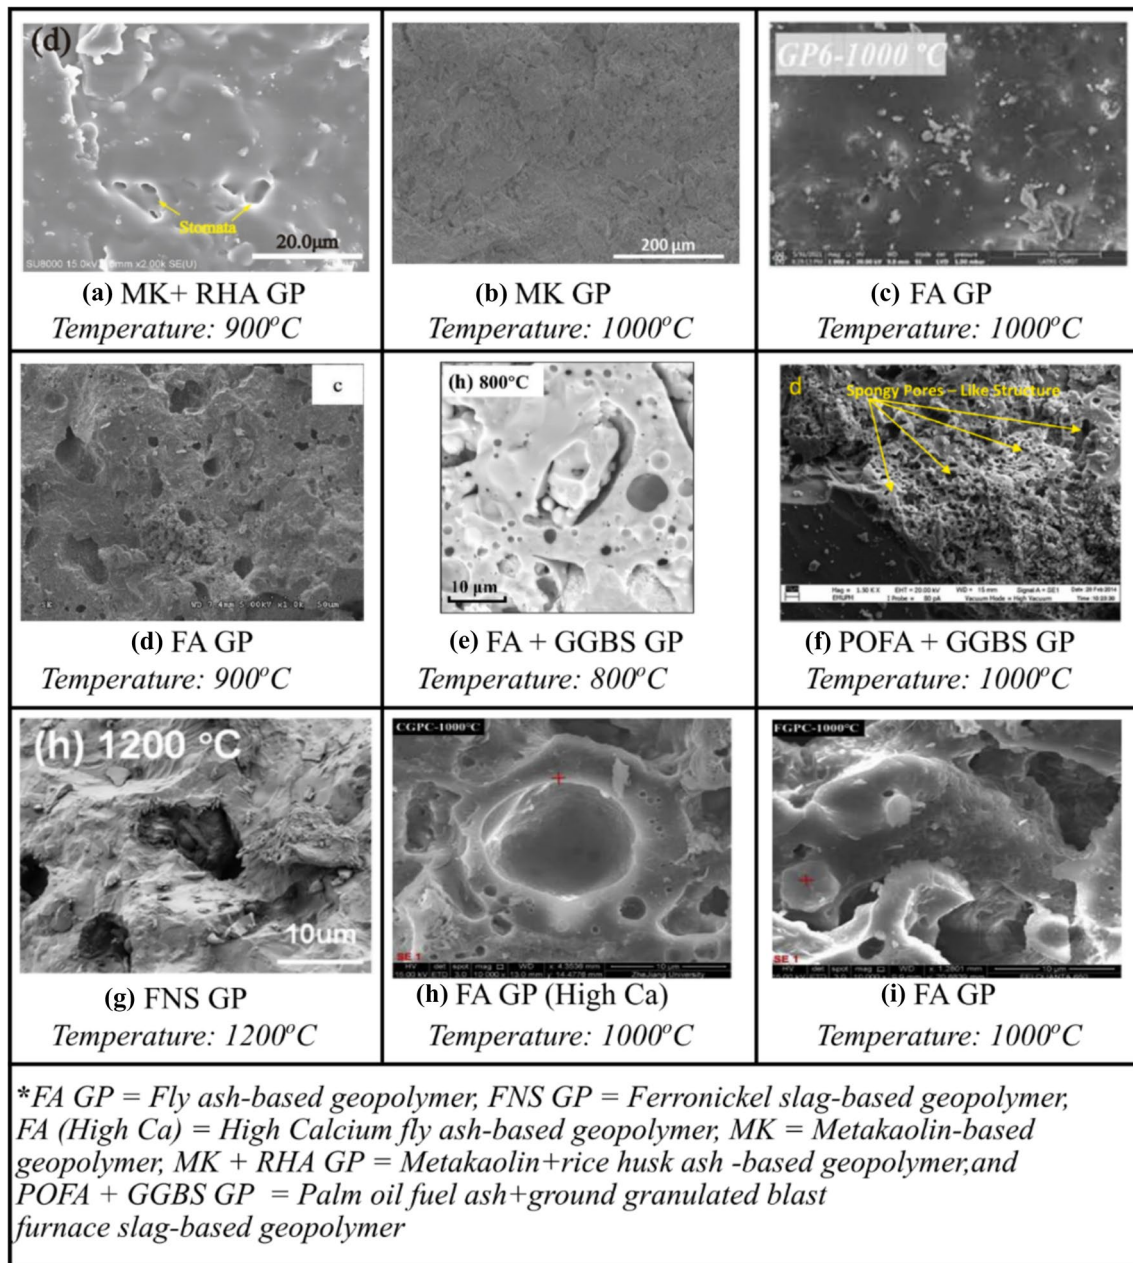 (d)
Stomata
20.0μm
(a) MK+ RHA GP
Temperature: 900°C
200 μm
(b) MK GP
Temperature: 1000°C
GP6-1000 °C
(c) FA GP
Temperature: 1000°C
c
(d) FA GP
Temperature: 900°C
(h) 800°C
10 μm
(e) FA + GGBS GP
Temperature: 800°C
d
Spongy Pores – Like Structure
(f) POFA + GGBS GP
Temperature: 1000°C
(h) 1200 °C
10um
(g) FNS GP
Temperature: 1200°C
CGPC-1000°C
SE 1
ZheJiang University
(h) FA GP (High Ca)
Temperature: 1000°C
FGPC-1000°C
SE 1
(i) FA GP
Temperature: 1000°C
*FA GP = Fly ash-based geopolymer, FNS GP = Ferronickel slag-based geopolymer,
FA (High Ca) = High Calcium fly ash-based geopolymer, MK = Metakaolin-based
geopolymer, MK + RHA GP = Metakaolin+rice husk ash -based geopolymer,and
POFA + GGBS GP = Palm oil fuel ash+ground granulated blast
furnace slag-based geopolymer